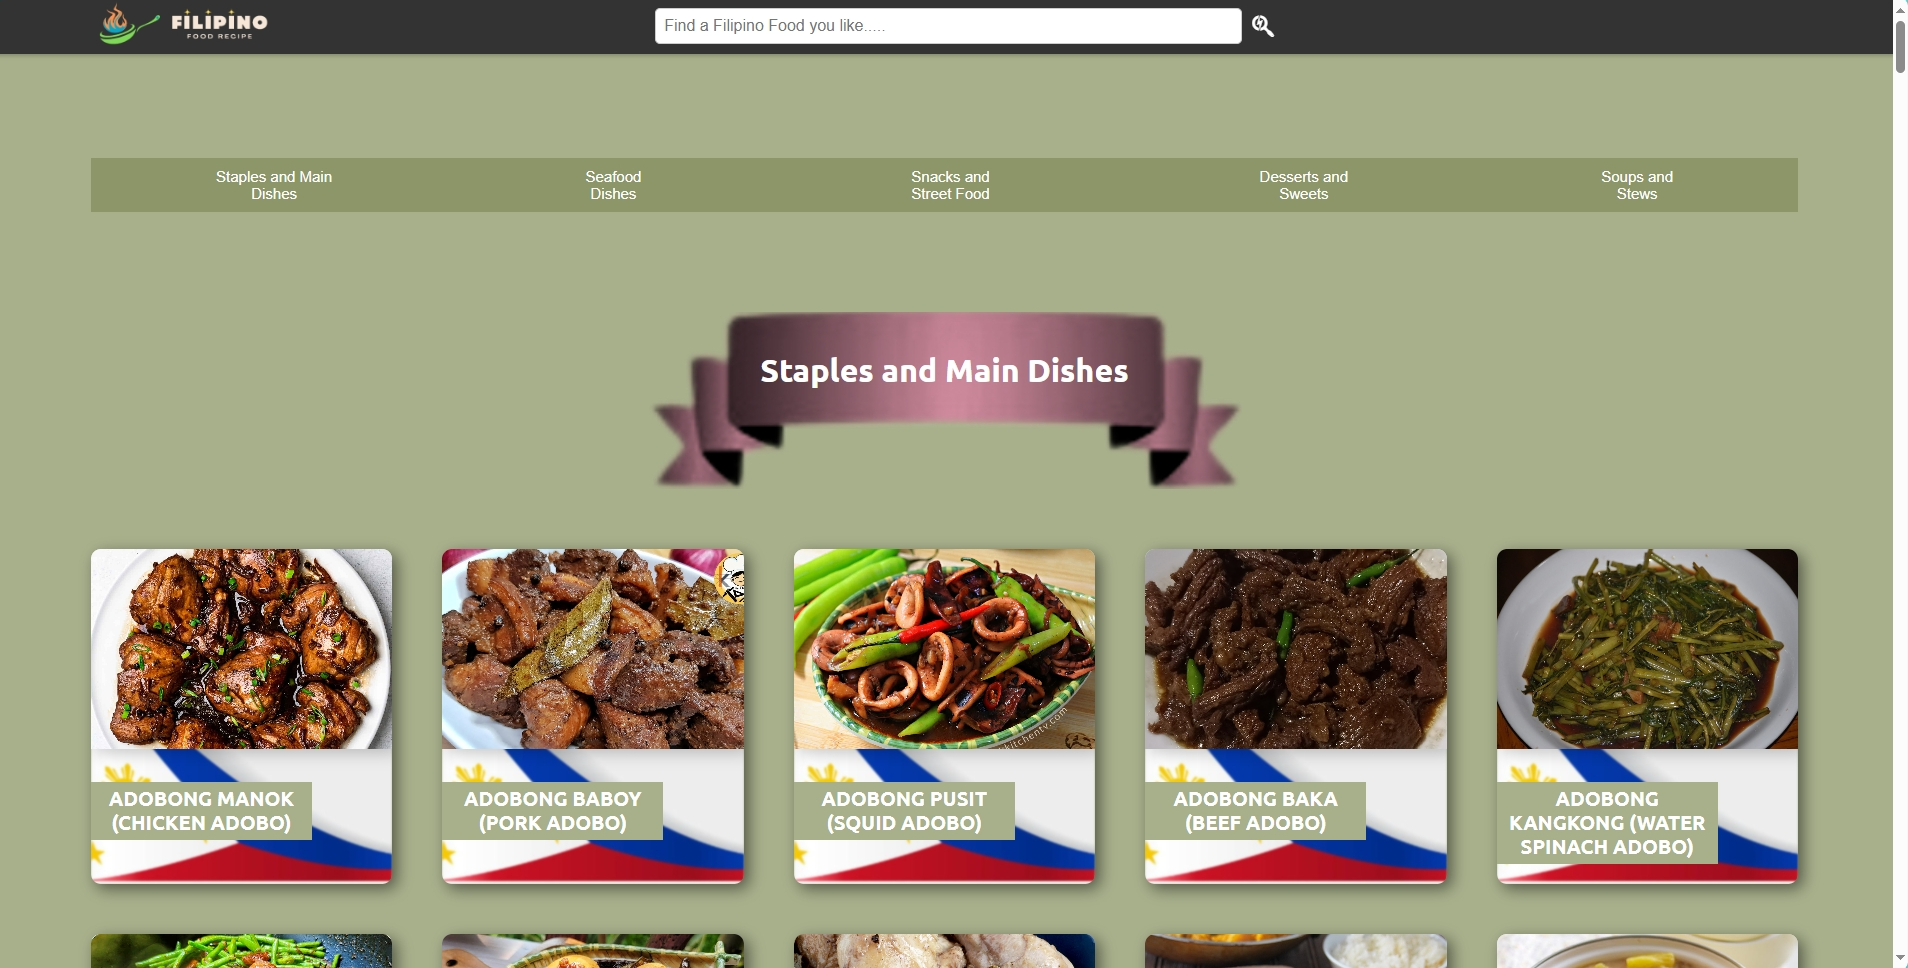 FILIPINO
FOOD RECIPE
Find a Filipino Food you like.....
Staples and Main
Dishes
Seafood
Dishes
Snacks and
Street Food
Desserts and
Sweets
Soups and
Stews
Staples and Main Dishes
kitchentv.com
ADOBONG MANOK
(CHICKEN ADOBO)
ADOBONG BABOY
(PORK ADOBO)
ADOBONG PUSIT
(SQUID ADOBO)
ADOBONG BAKA
(BEEF ADOBO)
ADOBONG
KANGKONG (WATER
SPINACH ADOBO)